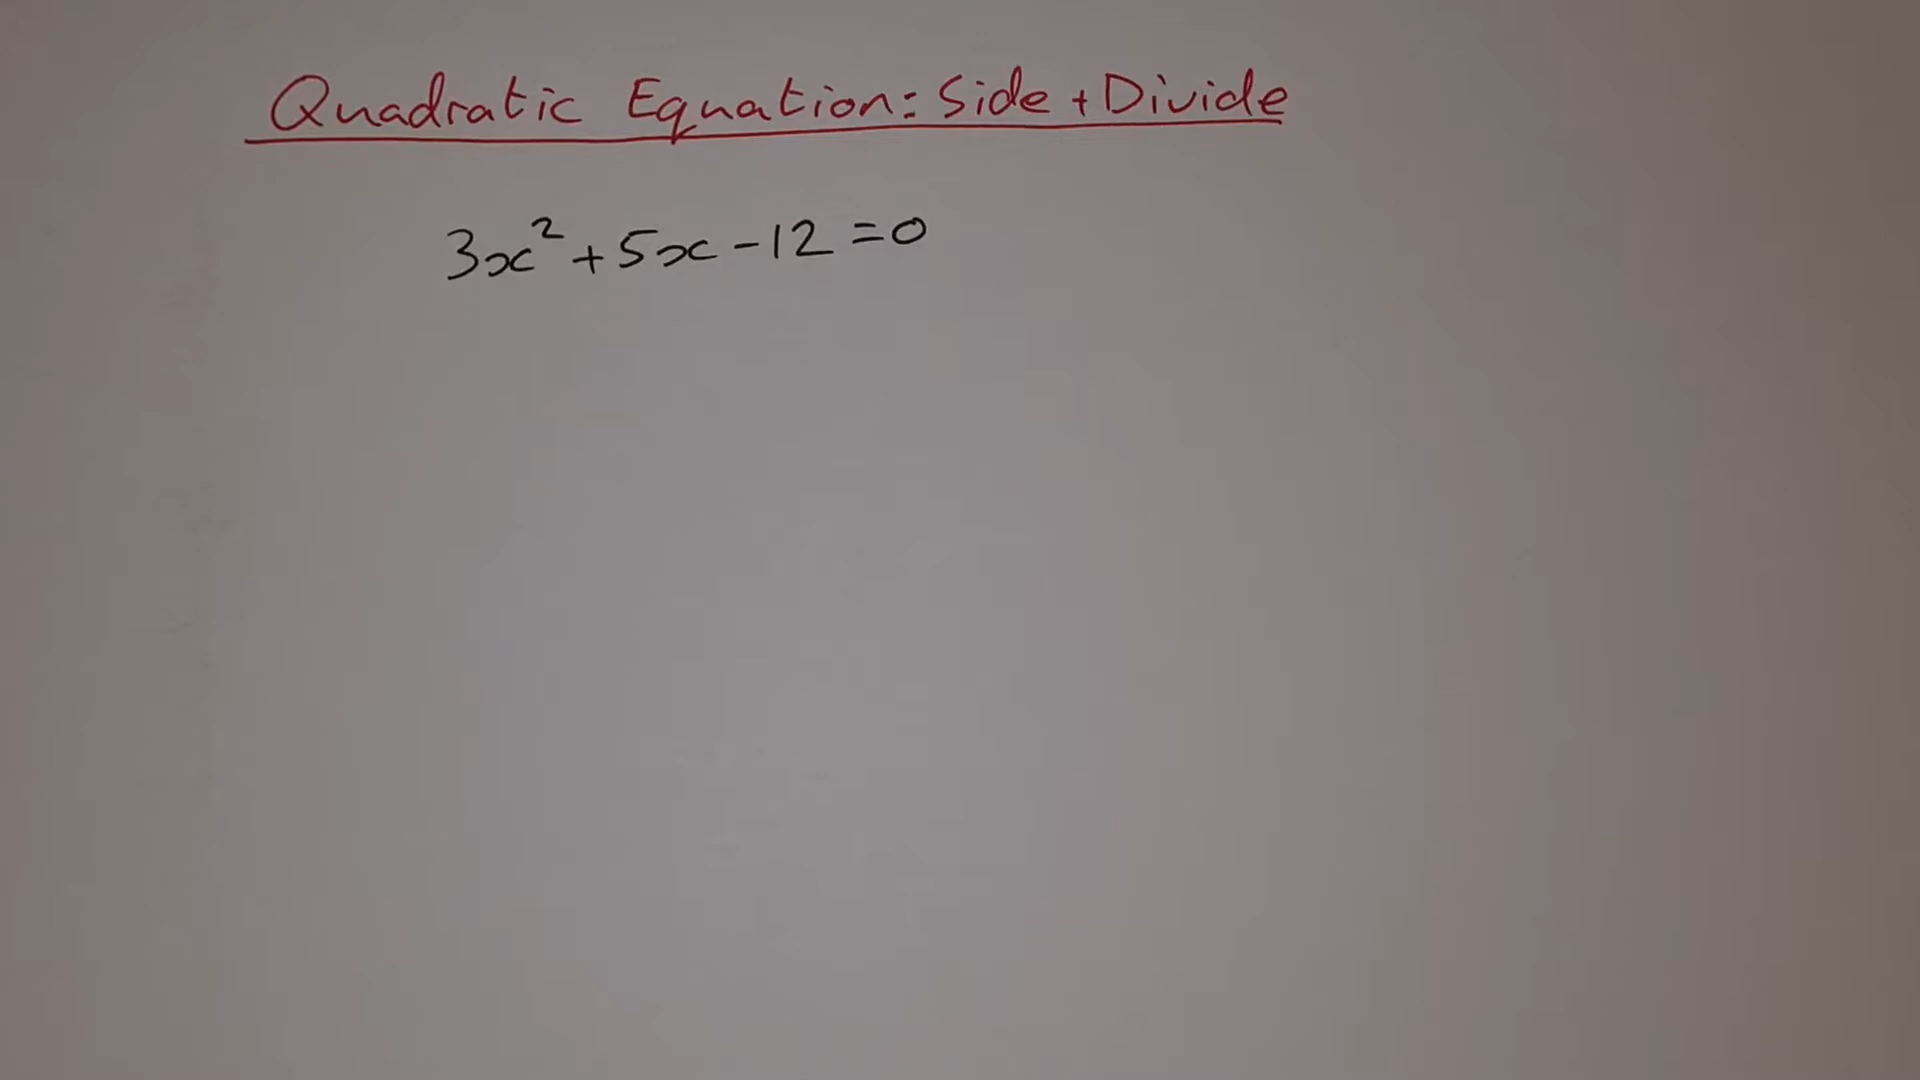 Quadratic Equation: Side + Divide
3x² + 5x - 12 = 0